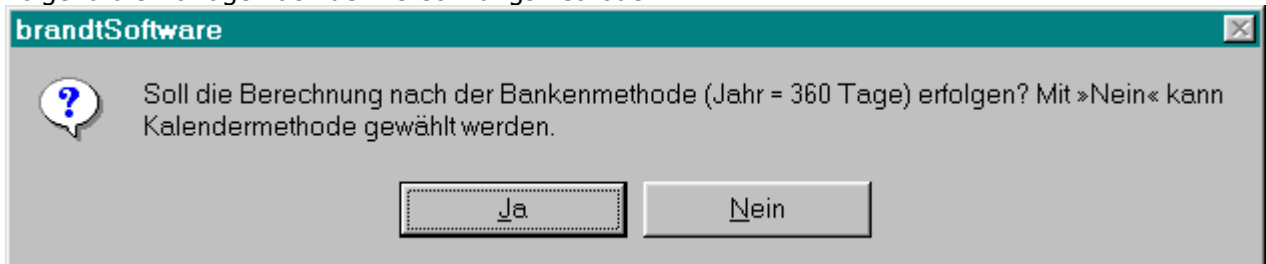 brandtSoftware
Soll die Berechnung nach der Bankenmethode (Jahr = 360 Tage) erfolgen? Mit »Nein« kann
Kalendermethode gewählt werden.
Ja
Nein